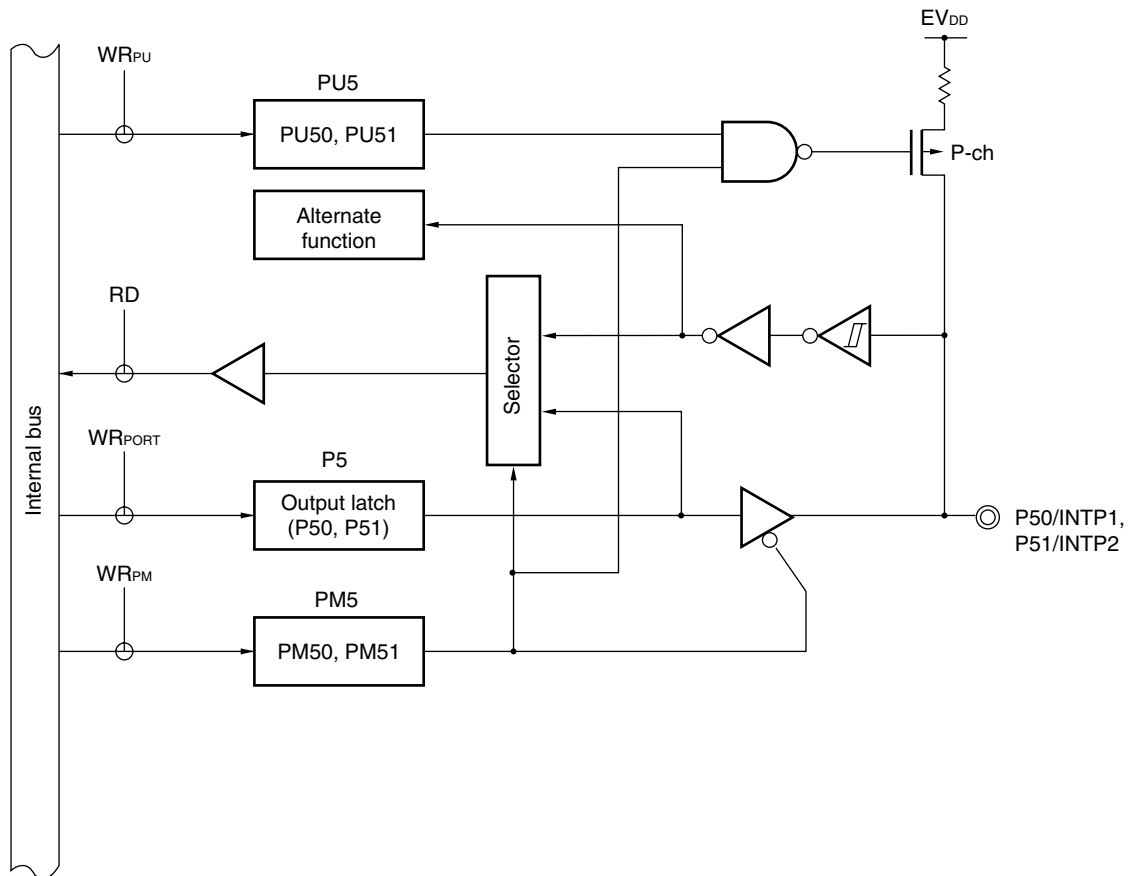 EVDD
WRPU
PU5
PU50, PU51
P-ch
Alternate
function
RD
Selector
Internal bus
WRPORT
P5
Output latch
(P50, P51)
P50/INTP1,
P51/INTP2
WRPM
PM5
PM50, PM51